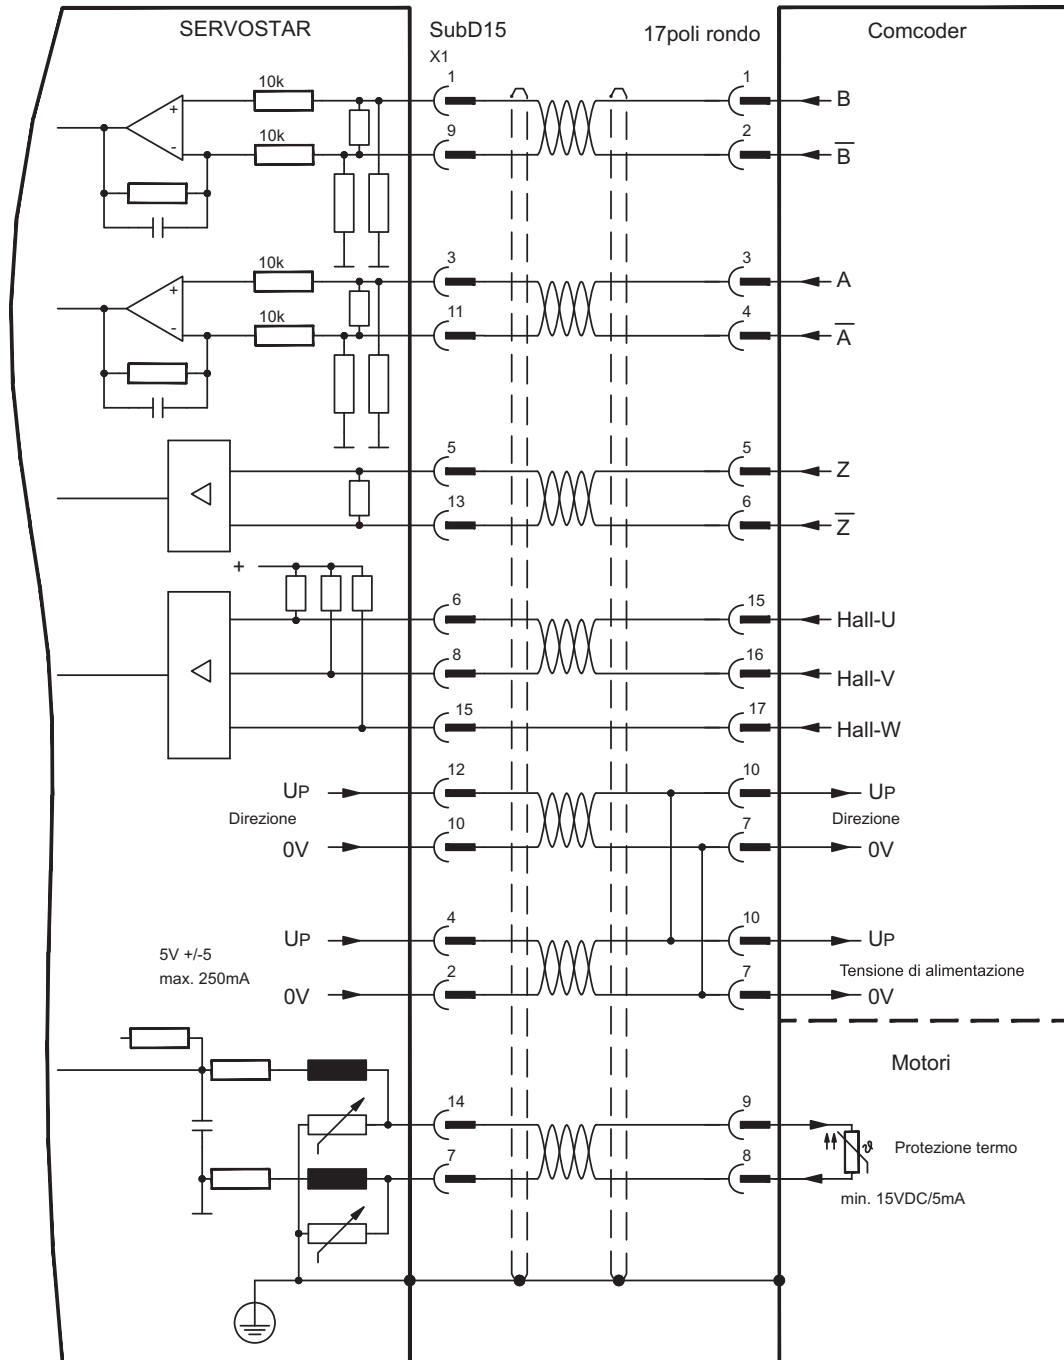 SERVOSTAR
SubD15
17poli rondo
Comcoder
X1
10k
1
1
B
+
10k
9
2
B̅
-
10k
3
3
A
+
10k
11
4
A̅
-
5
5
Z
13
6
Z̅
+
6
15
Hall-U
8
16
Hall-V
15
17
Hall-W
UP
12
10
UP
Direzione
Direzione
0V
10
7
0V
UP
4
10
UP
5V +/-5
max. 250mA
Tensione di alimentazione
0V
2
7
0V
Motori
14
9
ϑ
Protezione termo
7
8
min. 15VDC/5mA